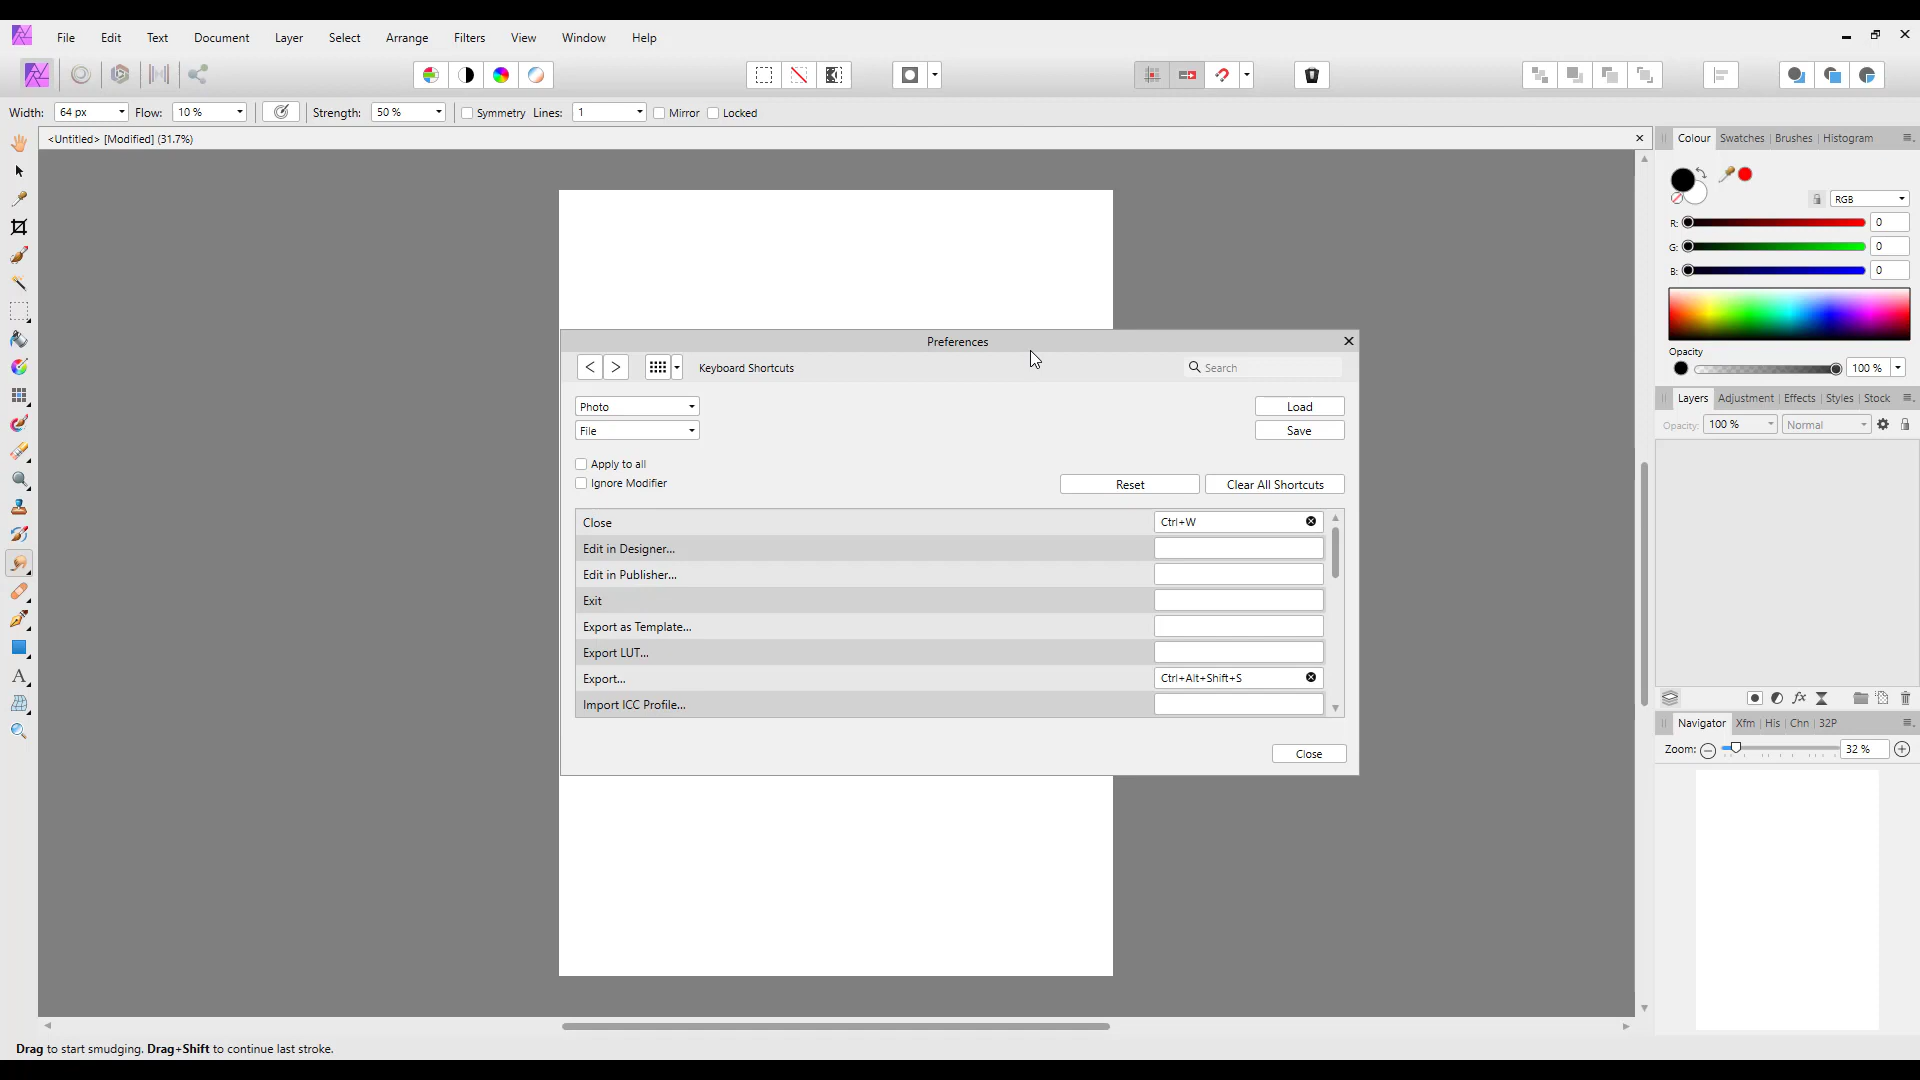 File Edit Text Document Layer Select Arrange Filters View Window Help
Width: 64 px Flow: 10 % Strength: 50 % Symmetry Lines: 1 Mirror Locked
<Untitled> [Modified] (31.7%)
Colour Swatches Brushes Histogram
RGB
R: 0
G: 0
B: 0
Opacity
100 %
Layers Adjustment Effects Styles Stock
Opacity: 100 % Normal
Preferences
Keyboard Shortcuts
Search
Photo
Load
File
Save
Apply to all
Ignore Modifier
Reset
Clear All Shortcuts
Close Ctrl+W
Edit in Designer...
Edit in Publisher...
Exit
Export as Template...
Export LUT...
Export... Ctrl+Alt+Shift+S
Import ICC Profile...
Close
fx
Navigator Xfm His Chn 32P
Zoom: 32 %
A
Drag to start smudging. Drag+Shift to continue last stroke.